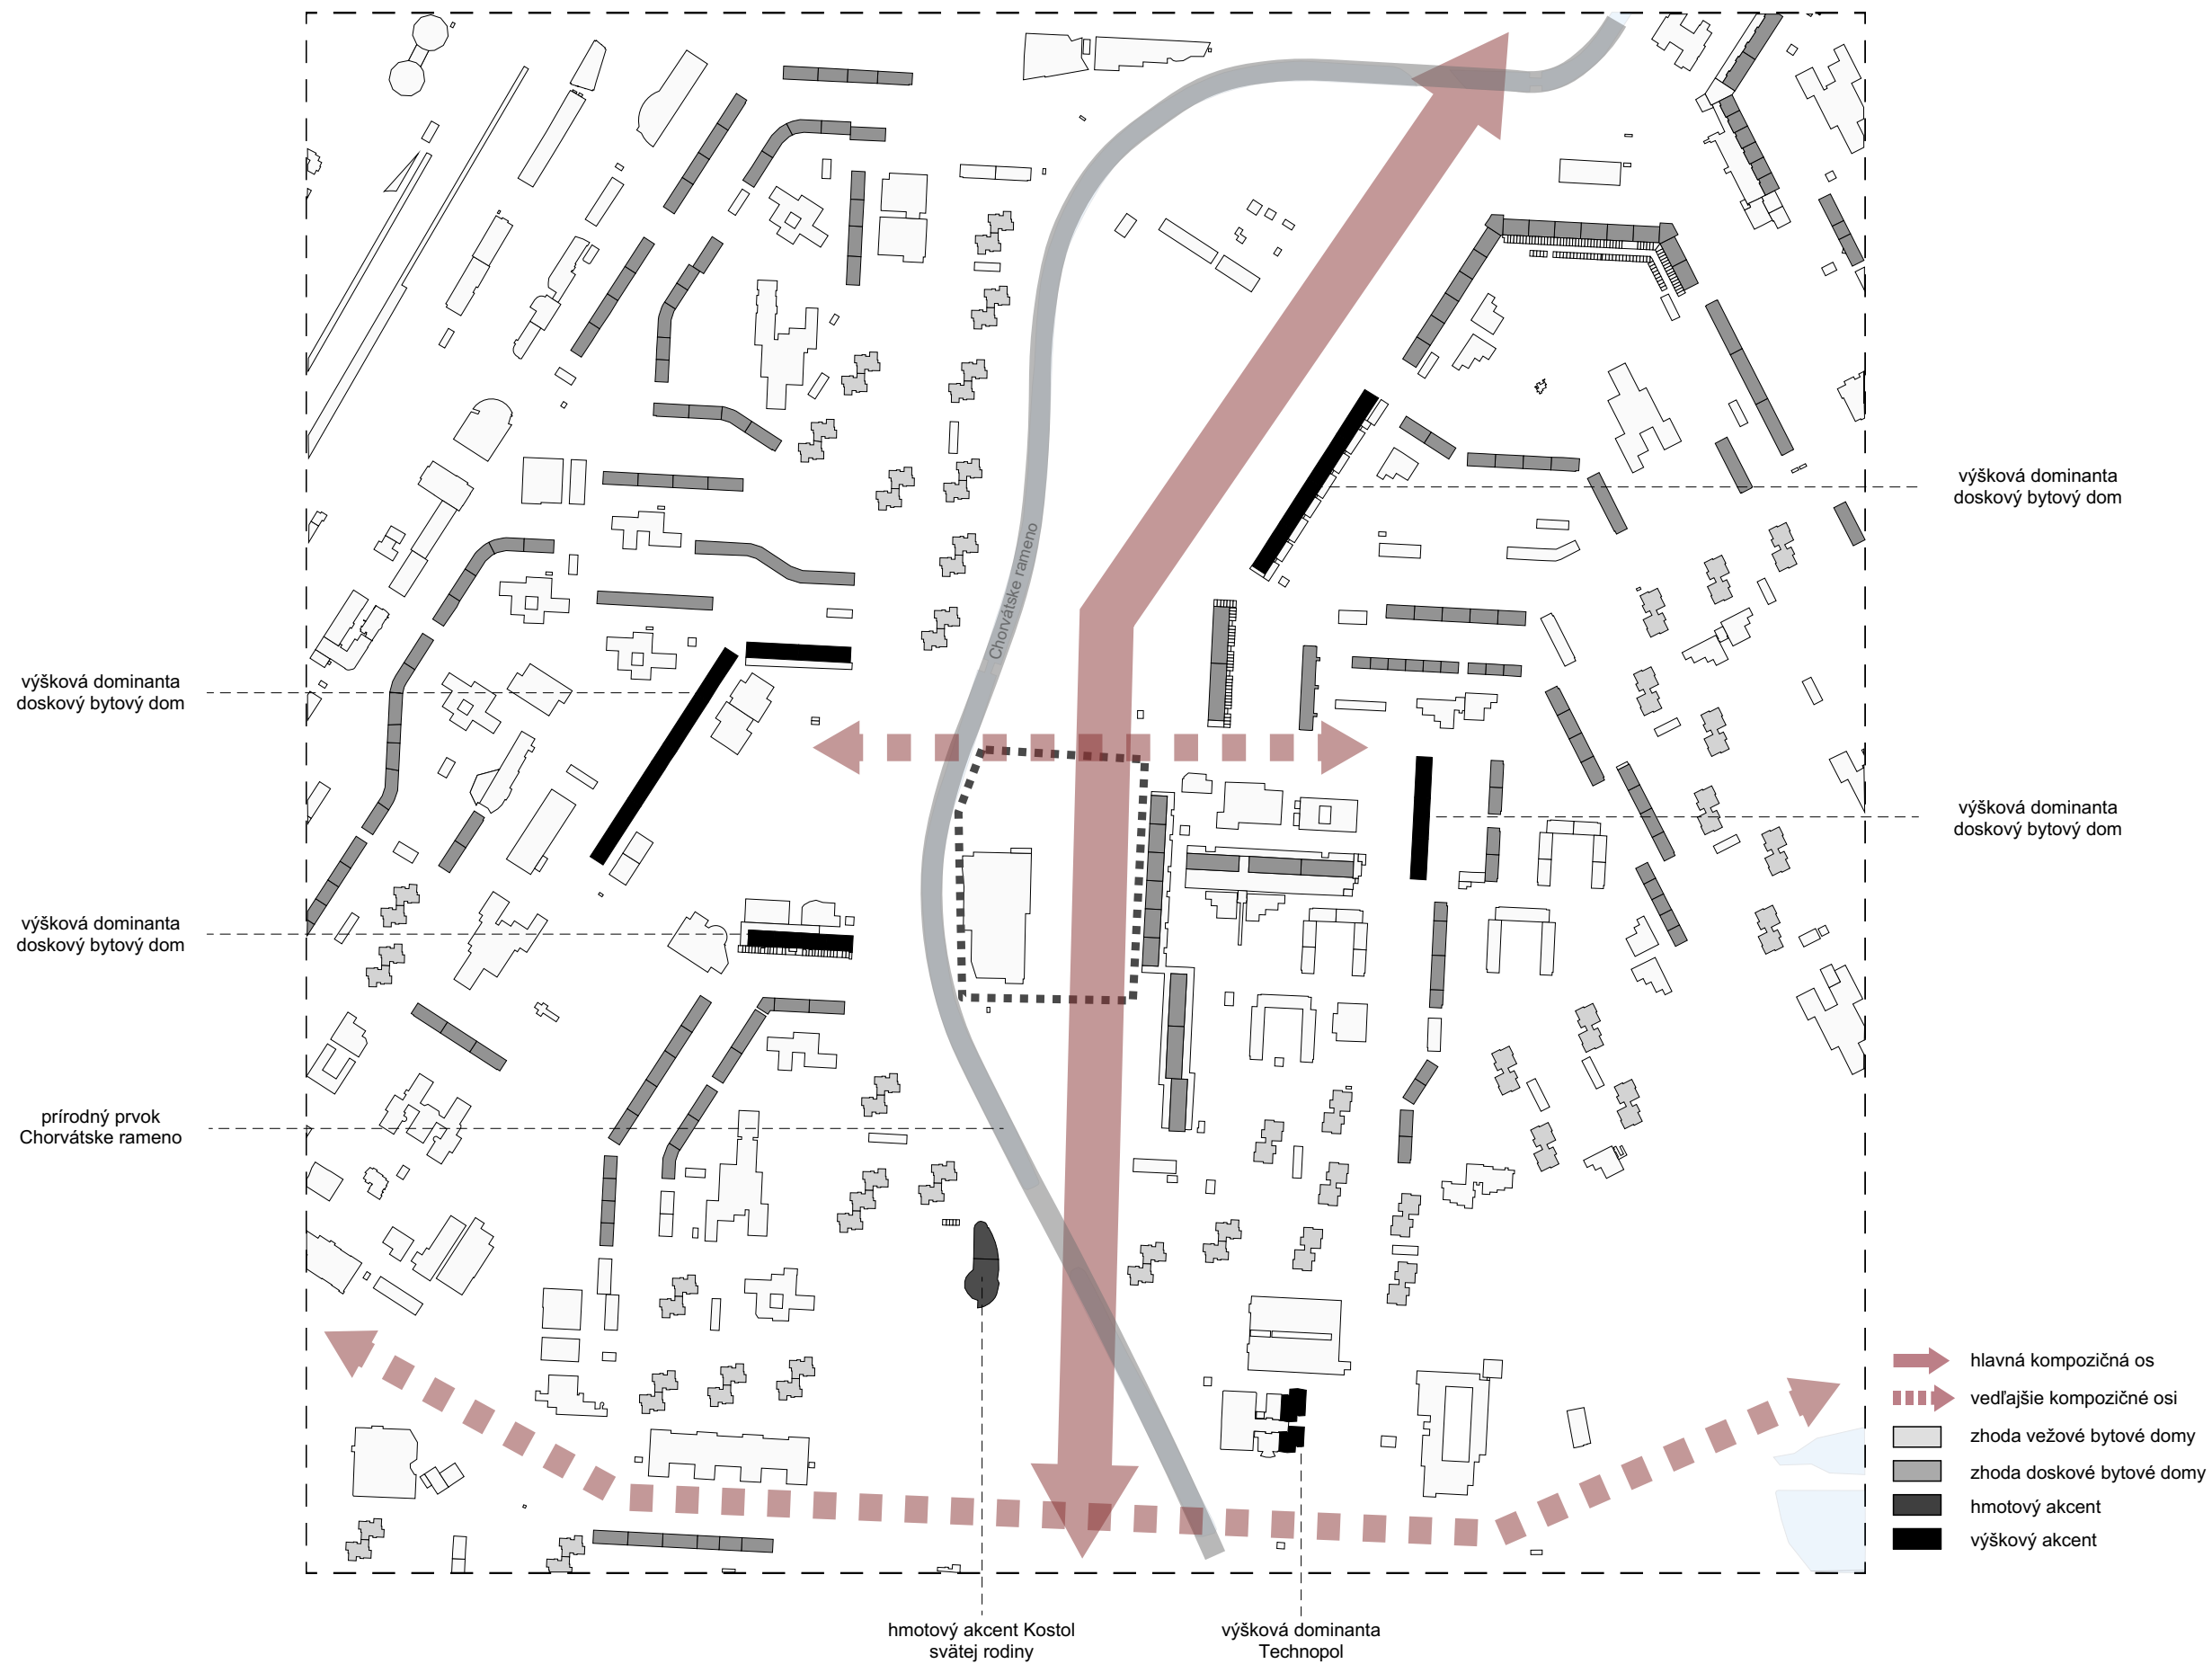 výšková dominanta
doskový bytový dom
Chorvátske rameno
výšková dominanta
doskový bytový dom
výšková dominanta
doskový bytový dom
výšková dominanta
doskový bytový dom
prírodný prvok
Chorvátske rameno
hlavná kompozičná os
vedľajšie kompozičné osi
zhoda vežové bytové domy
zhoda doskové bytové domy
hmotový akcent
výškový akcent
hmotový akcent Kostol
svätej rodiny
výšková dominanta
Technopol